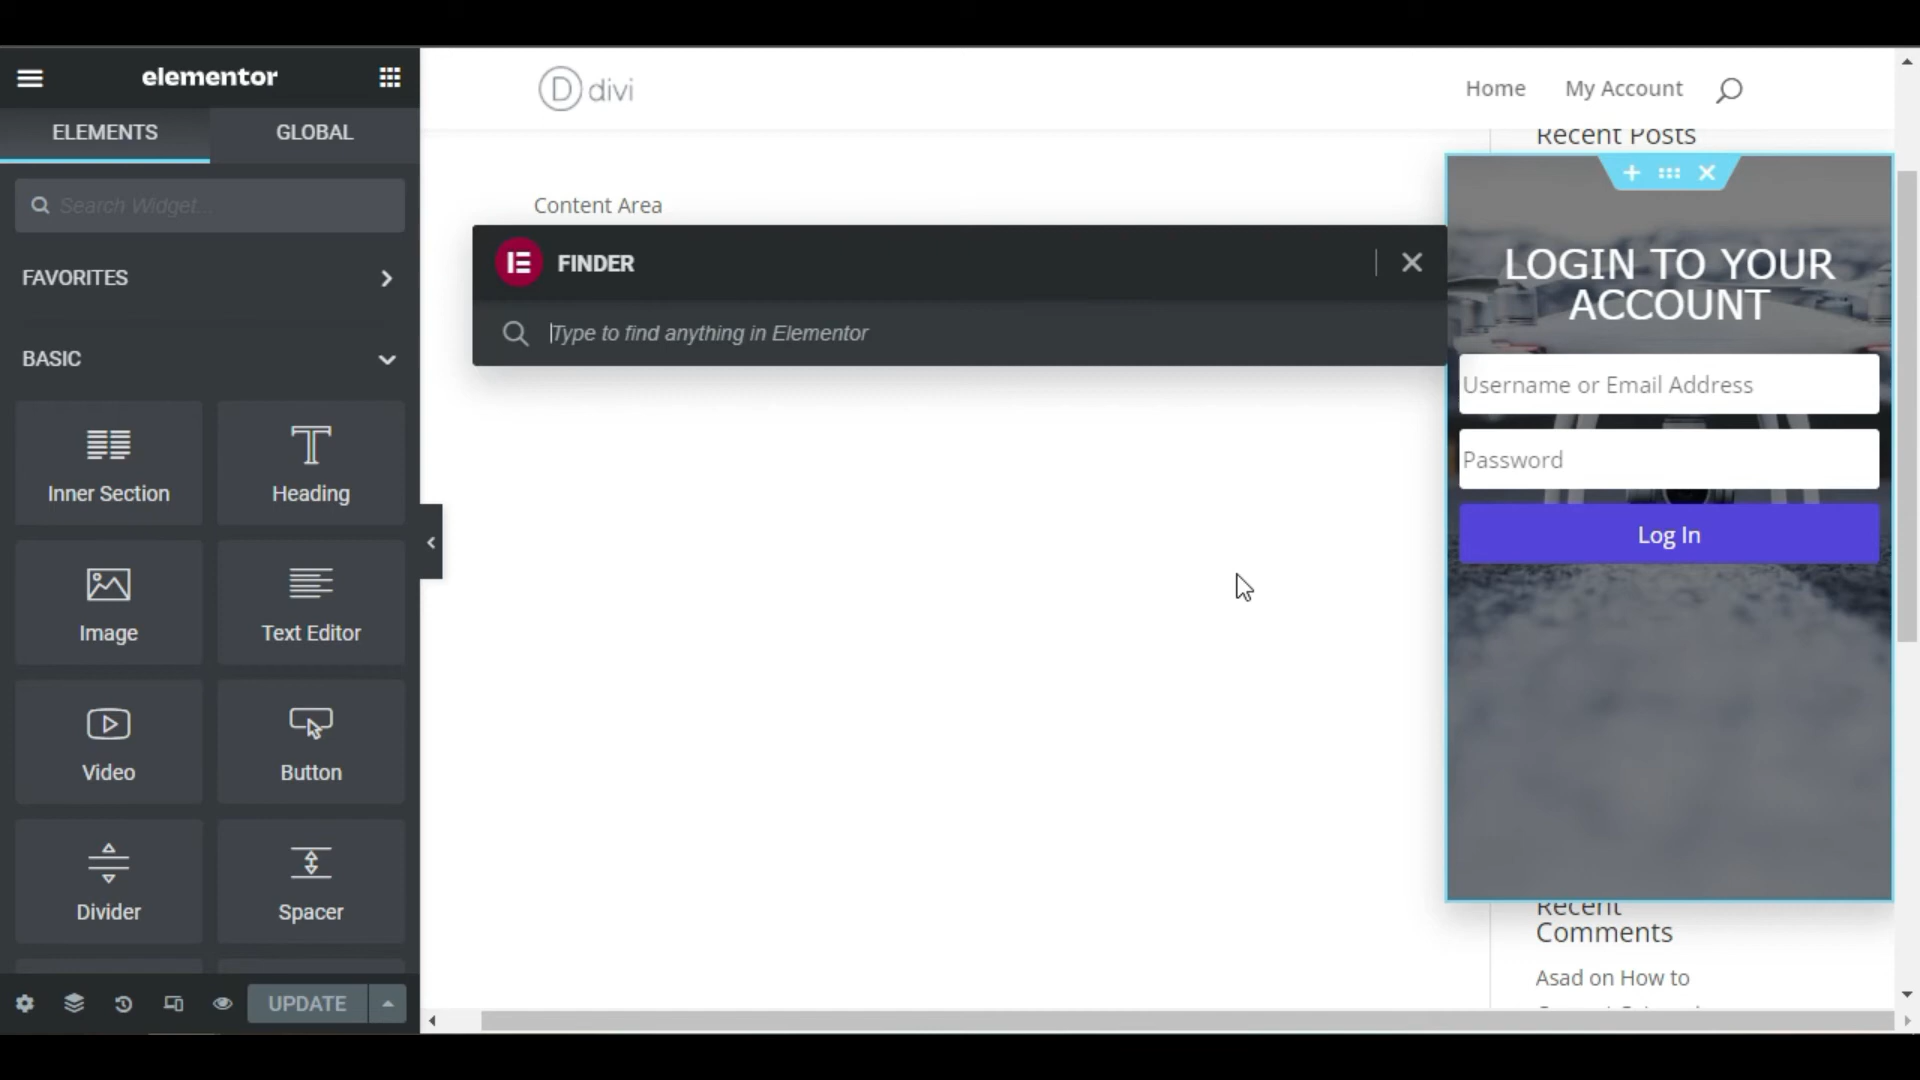 elementor
ELEMENTS
GLOBAL
Search Widget...
FAVORITES
BASIC
Inner Section
Heading
Image
Text Editor
Video
Button
Divider
Spacer
UPDATE
D divi
Home
My Account
Recent Posts
Content Area
FINDER
Type to find anything in Elementor
LOGIN TO YOUR
ACCOUNT
Username or Email Address
Password
Log In
Recent
Comments
Asad on How to